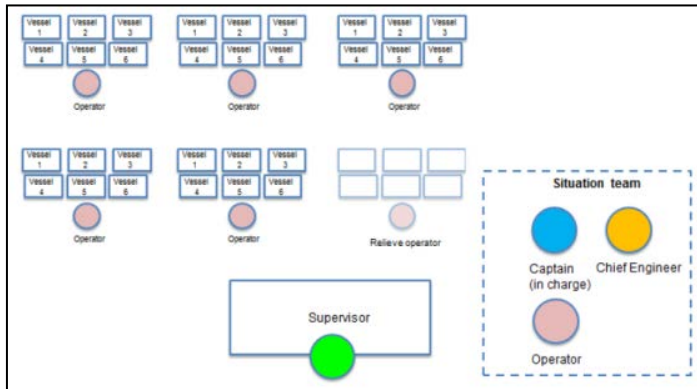 Vessel 1 Vessel 2 Vessel 3 Vessel 1 Vessel 2 Vessel 3 Vessel 1 Vessel 2 Vessel 3
Vessel 4 Vessel 5 Vessel 6 Vessel 4 Vessel 5 Vessel 6 Vessel 4 Vessel 5 Vessel 6
Operator Operator Operator
Vessel 1 Vessel 2 Vessel 3 Vessel 1 Vessel 2 Vessel 3
Vessel 4 Vessel 5 Vessel 6 Vessel 4 Vessel 5 Vessel 6
Operator Operator Relieve operator
Supervisor
Situation team
Captain (in charge) Chief Engineer
Operator